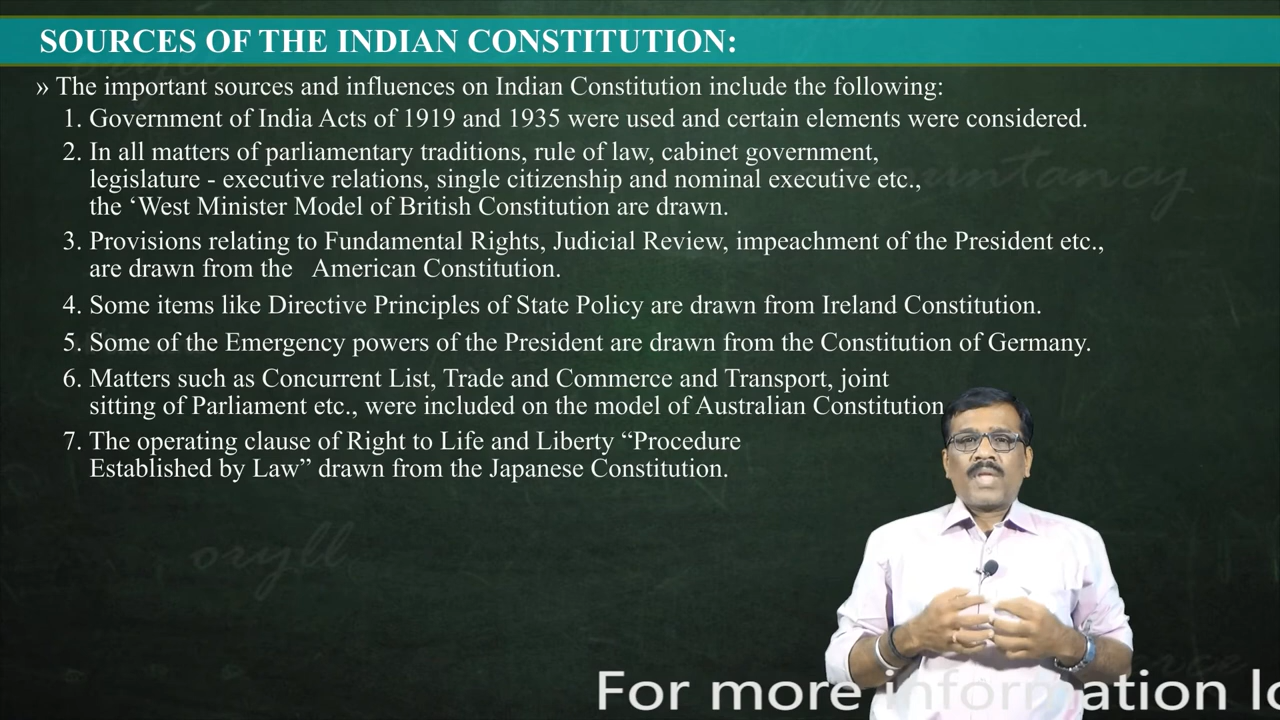 SOURCES OF THE INDIAN CONSTITUTION:
» The important sources and influences on Indian Constitution include the following:
1. Government of India Acts of 1919 and 1935 were used and certain elements were considered.
2. In all matters of parliamentary traditions, rule of law, cabinet government,
legislature - executive relations, single citizenship and nominal executive etc.,
the ‘West Minister Model of British Constitution are drawn.
3. Provisions relating to Fundamental Rights, Judicial Review, impeachment of the President etc.,
are drawn from the American Constitution.
4. Some items like Directive Principles of State Policy are drawn from Ireland Constitution.
5. Some of the Emergency powers of the President are drawn from the Constitution of Germany.
6. Matters such as Concurrent List, Trade and Commerce and Transport, joint
sitting of Parliament etc., were included on the model of Australian Constitution
7. The operating clause of Right to Life and Liberty “Procedure
Established by Law” drawn from the Japanese Constitution.
oryll
For more information